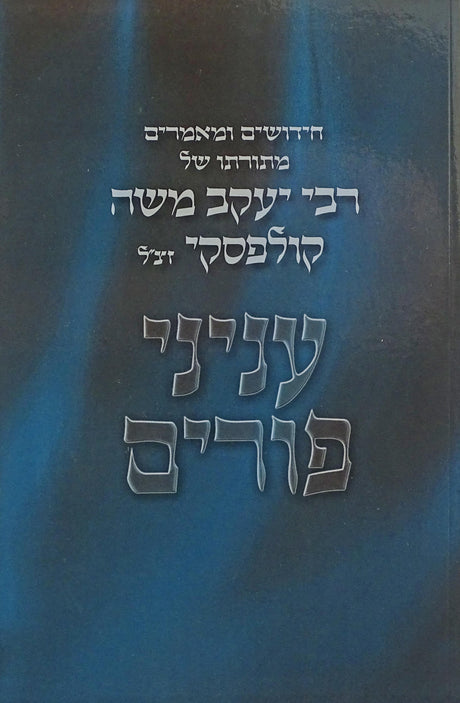 חידושים ומאמרים
מתורתו של
רבי יעקב משה
קולפסקי זצ"ל
עניני
פורים